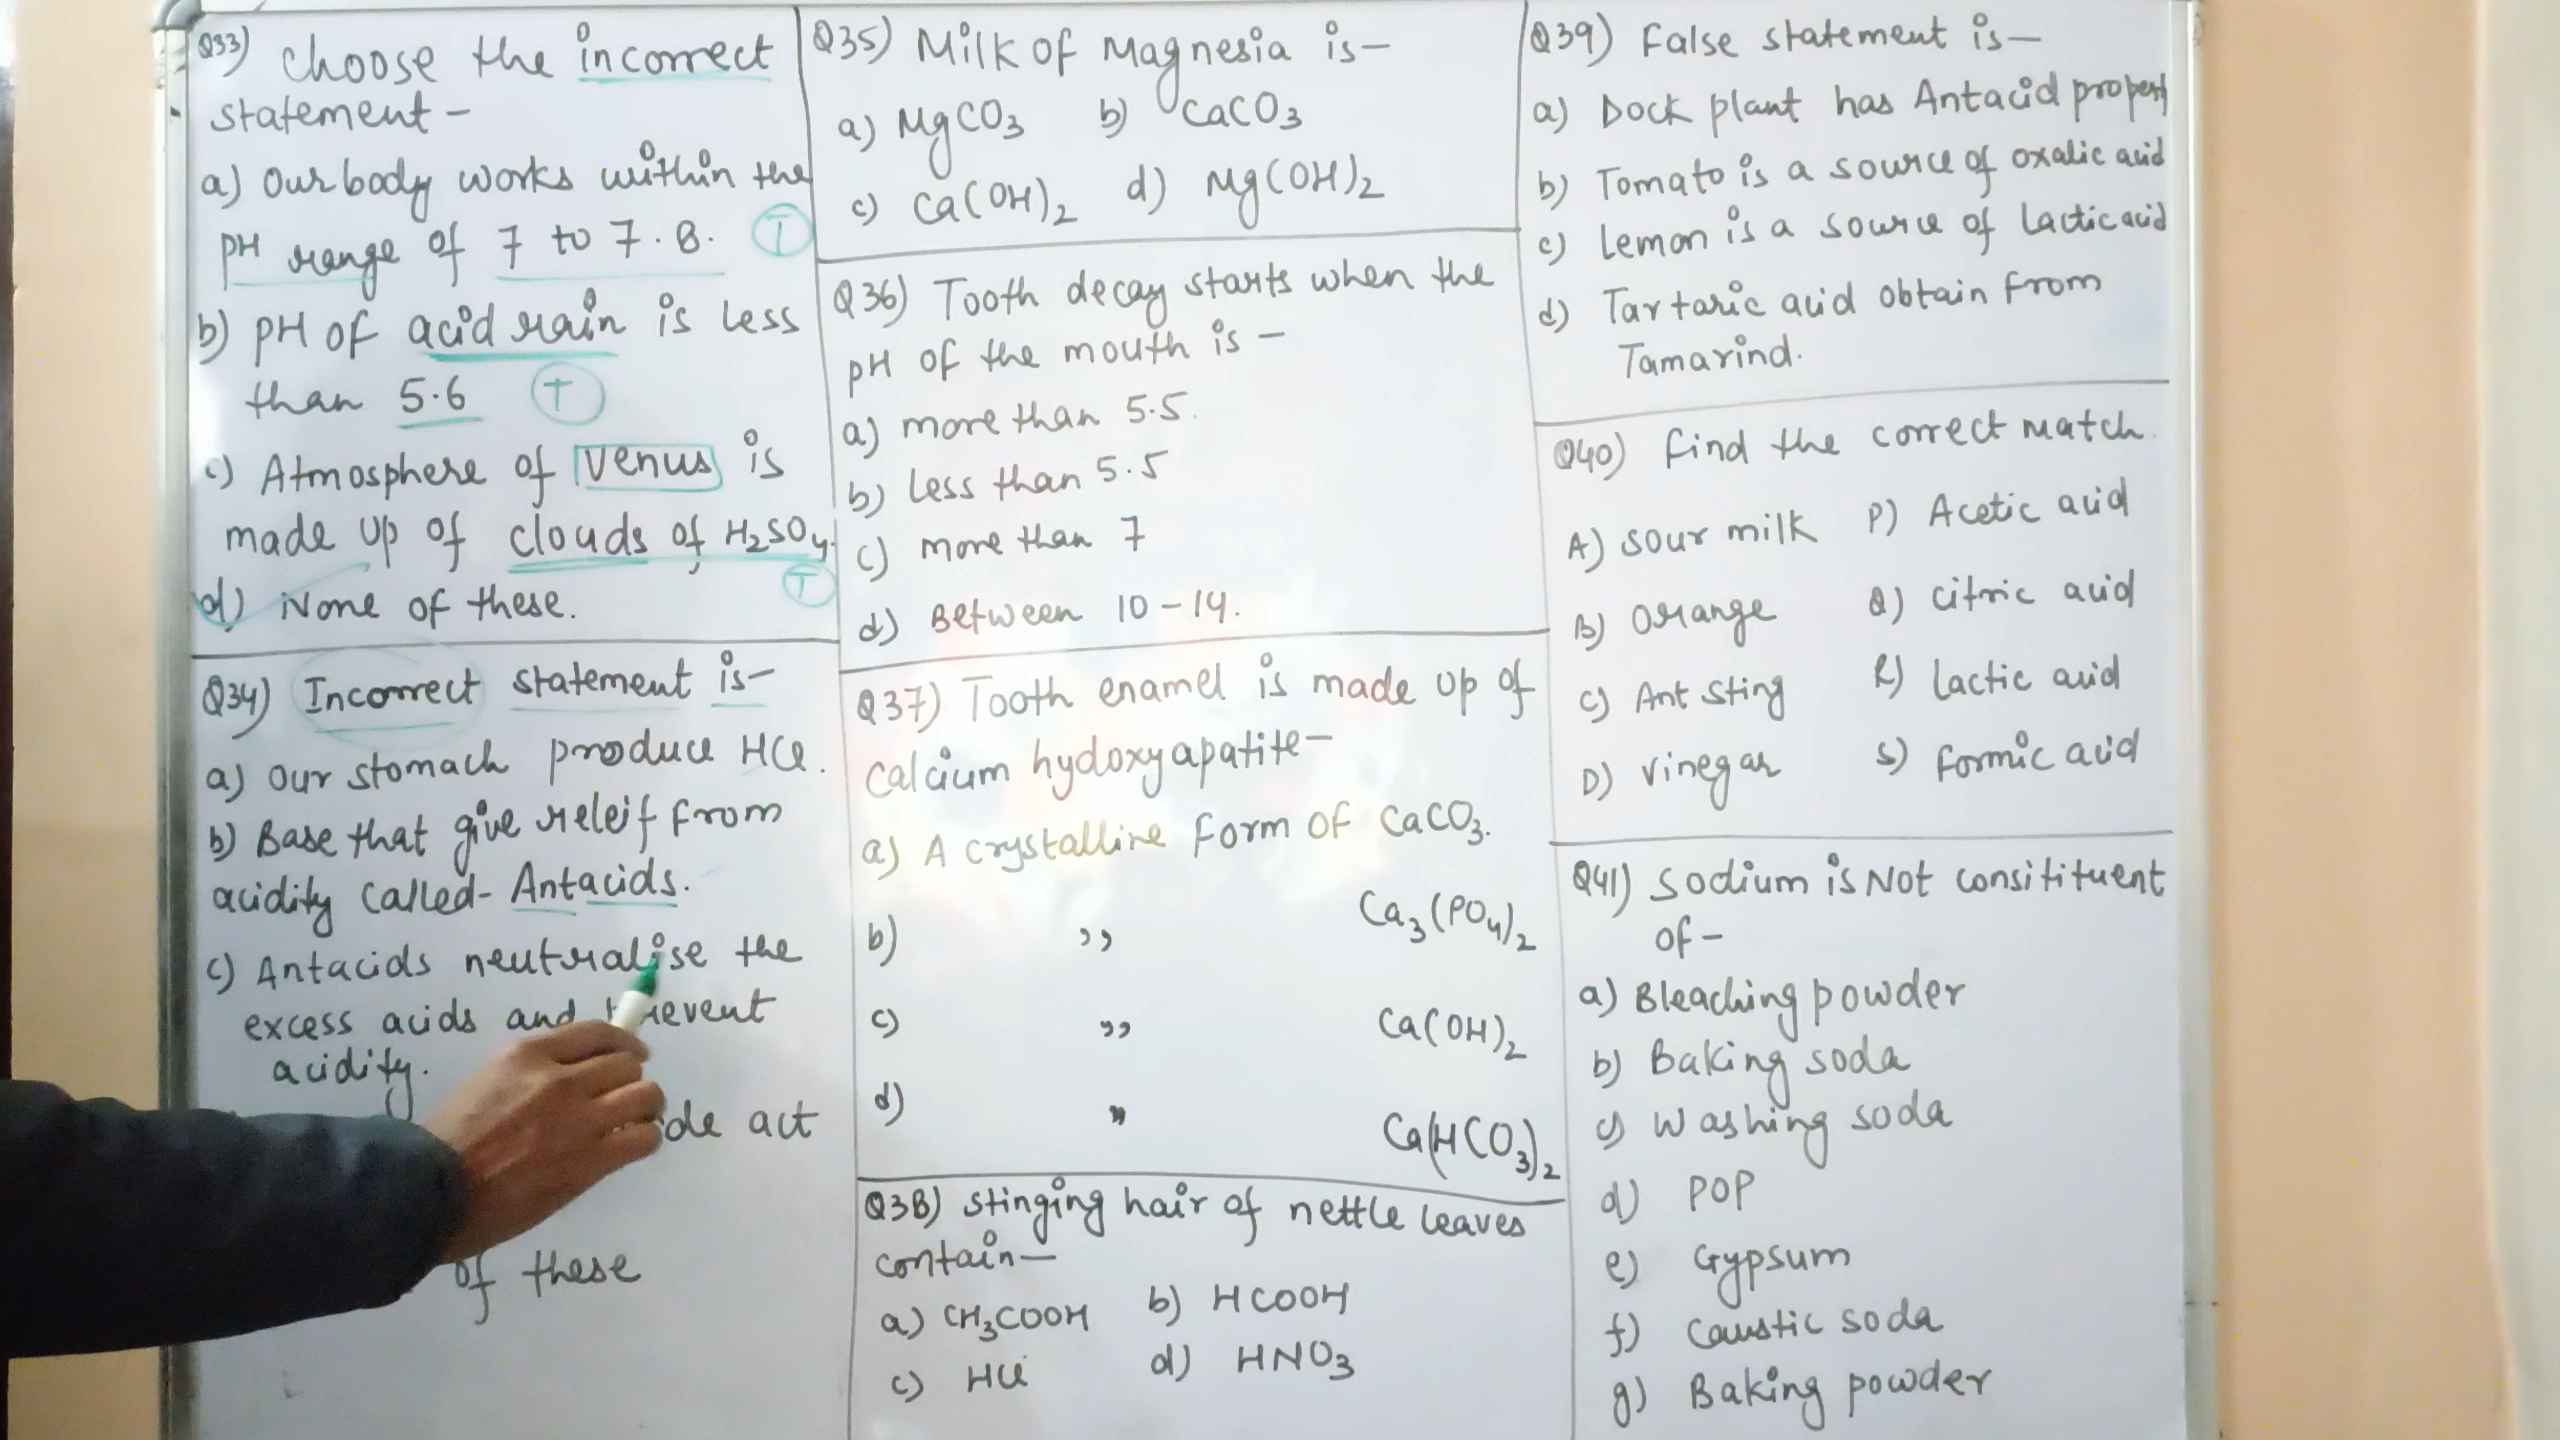 Q33) choose the incorrect
statement -
a) Our body works within the
pH range of 7 to 7.8. T
b) pH of acid rain is less
than 5.6 T
c) Atmosphere of Venus is
made up of clouds of H₂SO₄.
T
d) None of these.
Q34) Incorrect statement is-
a) Our stomach produce HCl.
b) Base that give releif from
acidity called- Antacids.
c) Antacids neutralise the
excess acids and prevent
acidity.
act
of these
Q35) Milk of Magnesia is-
a) MgCO₃ b) CaCO₃
c) Ca(OH)₂ d) Mg(OH)₂
Q36) Tooth decay starts when the
pH of the mouth is -
a) more than 5.5.
b) Less than 5.5
c) more than 7
d) Between 10-14.
Q37) Tooth enamel is made up of
calcium hydoxyapatite-
a) A crystalline form of CaCO₃.
b) ,, Ca₃(PO₄)₂
c) ,, Ca(OH)₂
d) ,, Ca(HCO₃)₂
Q38) Stinging hair of nettle leaves
contain-
a) CH₃COOH b) HCOOH
c) HCl d) HNO₃
Q39) False statement is-
a) Dock plant has Antacid property
b) Tomato is a source of oxalic acid
c) Lemon is a source of Lactic acid
d) Tartaric acid obtain from
Tamarind.
Q40) find the correct match.
A) Sour milk P) Acetic acid
B) Orange Q) Citric acid
C) Ant sting R) Lactic acid
D) Vinegar S) formic acid
Q41) Sodium is Not consitituent
of -
a) Bleaching powder
b) Baking soda
c) Washing soda
d) POP
e) Gypsum
f) Caustic soda
g) Baking powder